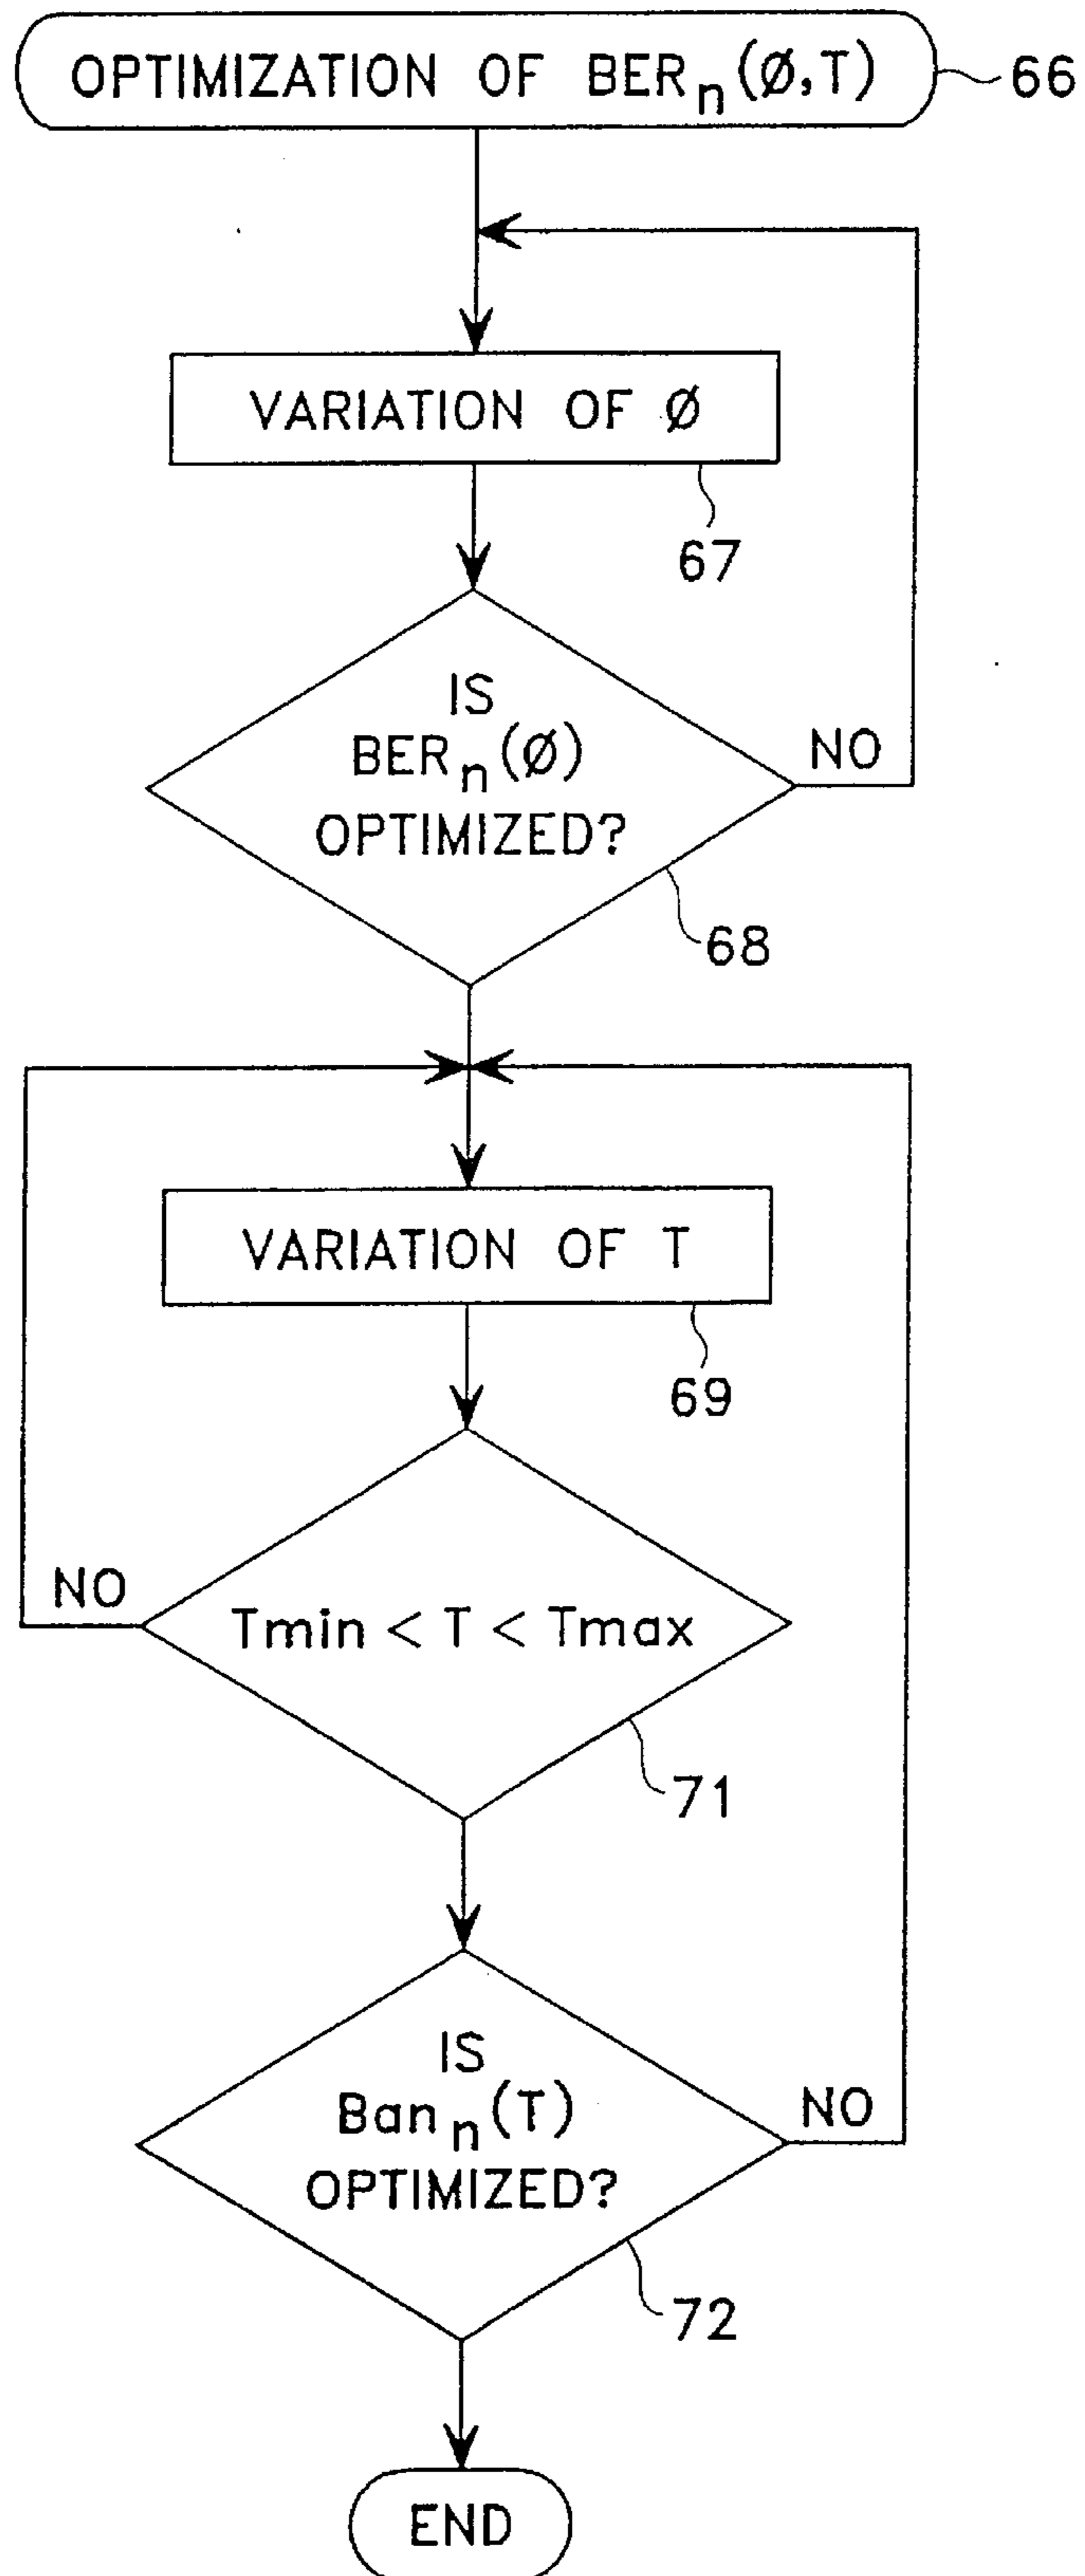 OPTIMIZATION OF BERn(Ø,T)
66
VARIATION OF Ø
67
IS
BERn(Ø)
OPTIMIZED?
NO
68
VARIATION OF T
69
NO
Tmin < T < Tmax
71
IS
Bann(T)
OPTIMIZED?
NO
72
END